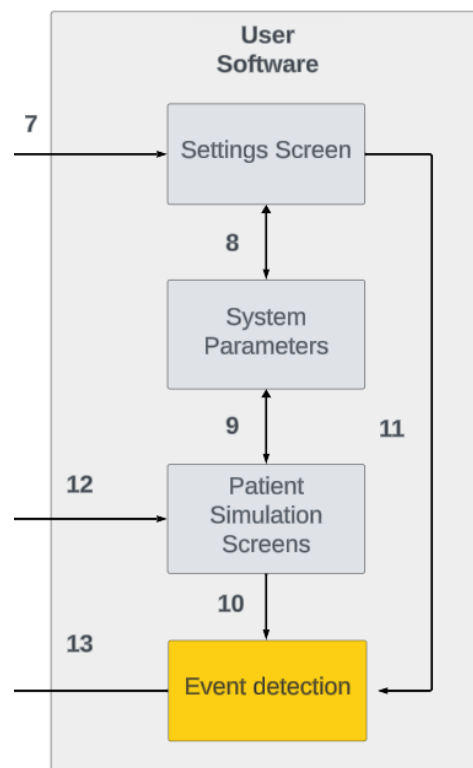 User
Software
7
Settings Screen
8
System
Parameters
9
11
12
Patient
Simulation
Screens
10
13
Event detection